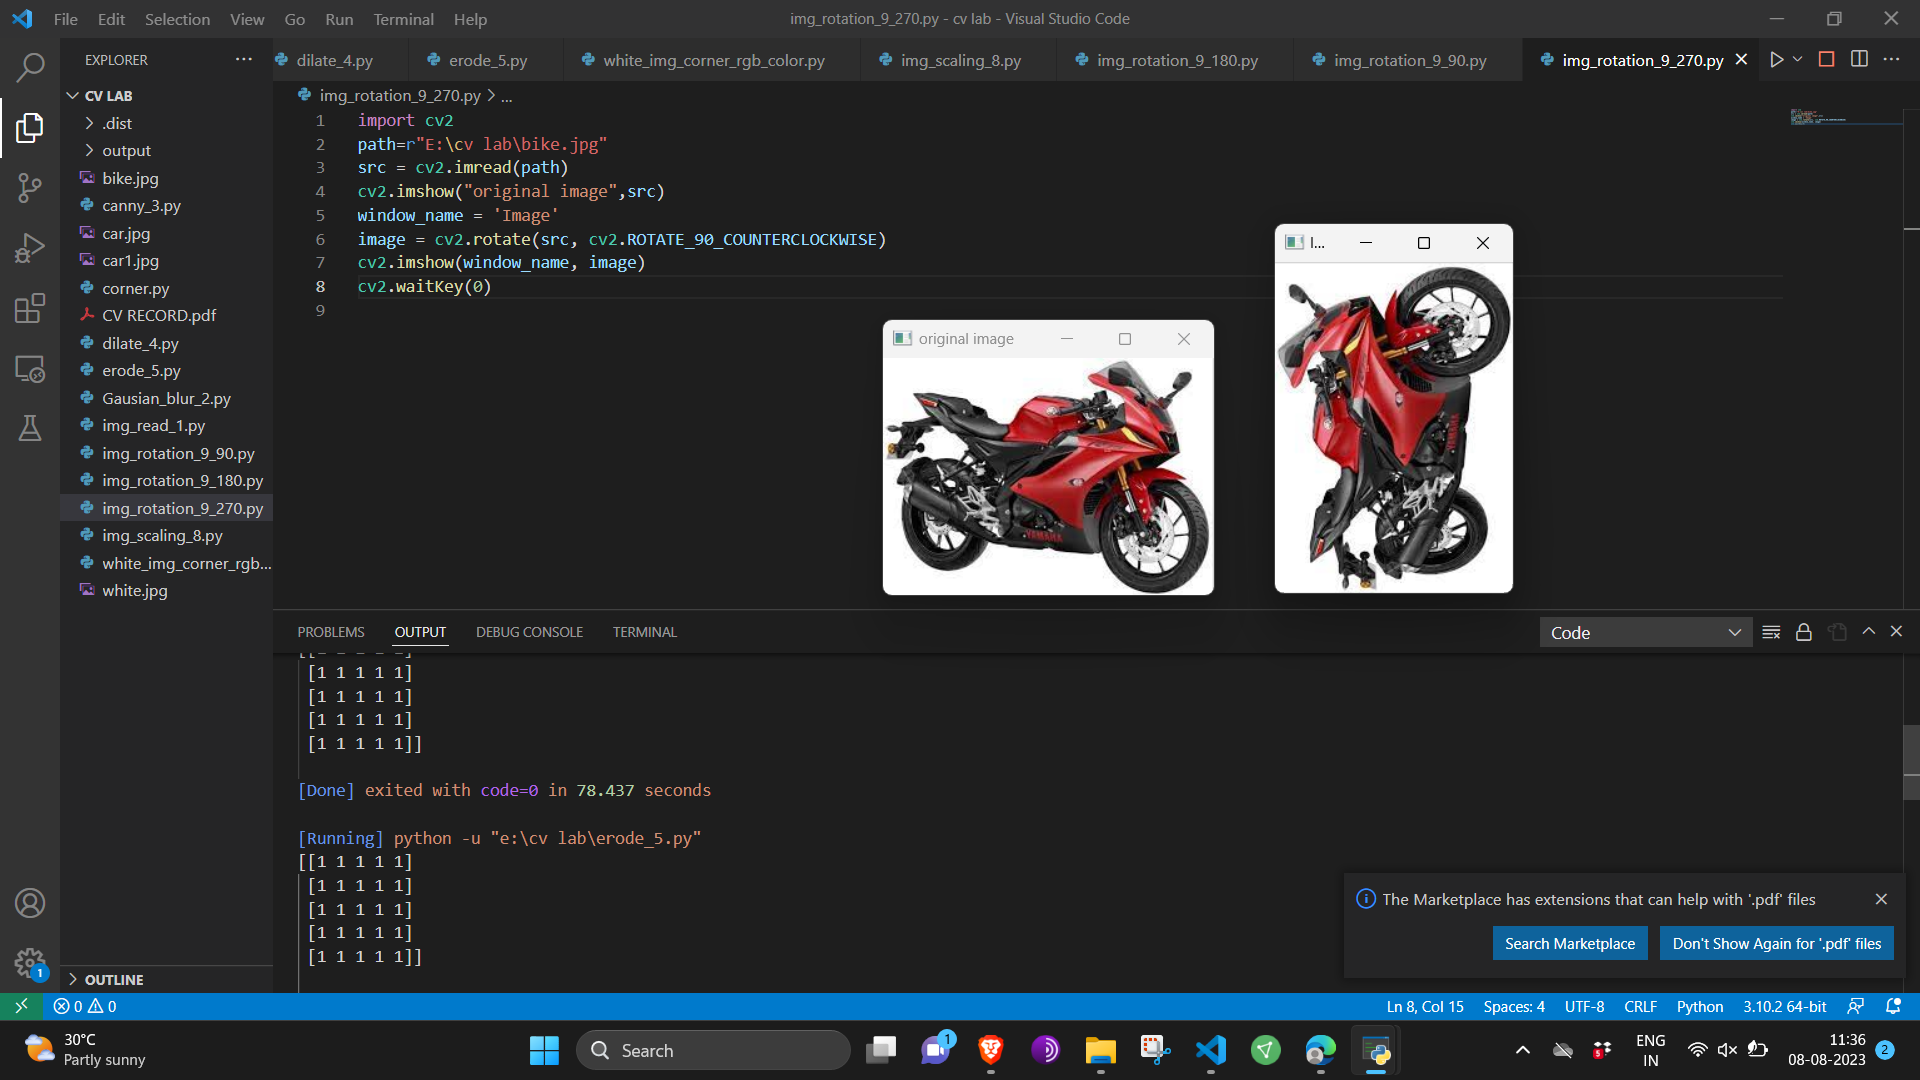 File Edit Selection View Go Run Terminal Help
img_rotation_9_270.py - cv lab - Visual Studio Code
EXPLORER
dilate_4.py
erode_5.py
white_img_corner_rgb_color.py
img_scaling_8.py
img_rotation_9_180.py
img_rotation_9_90.py
img_rotation_9_270.py
CV LAB
.dist
output
bike.jpg
canny_3.py
car.jpg
car1.jpg
corner.py
CV RECORD.pdf
dilate_4.py
erode_5.py
Gausian_blur_2.py
img_read_1.py
img_rotation_9_90.py
img_rotation_9_180.py
img_rotation_9_270.py
img_scaling_8.py
white_img_corner_rgb...
white.jpg
OUTLINE
img_rotation_9_270.py > ...
1 import cv2
2 path=r"E:\cv lab\bike.jpg"
3 src = cv2.imread(path)
4 cv2.imshow("original image",src)
5 window_name = 'Image'
6 image = cv2.rotate(src, cv2.ROTATE_90_COUNTERCLOCKWISE)
7 cv2.imshow(window_name, image)
8 cv2.waitKey(0)
9
original image
YAMAHA
I...
YAMAHA
PROBLEMS OUTPUT DEBUG CONSOLE TERMINAL
Code
[[1 1 1 1 1]
[1 1 1 1 1]
[1 1 1 1 1]
[1 1 1 1 1]
[1 1 1 1 1]]
[Done] exited with code=0 in 78.437 seconds
[Running] python -u "e:\cv lab\erode_5.py"
[[1 1 1 1 1]
[1 1 1 1 1]
[1 1 1 1 1]
[1 1 1 1 1]
[1 1 1 1 1]]
The Marketplace has extensions that can help with '.pdf' files
Search Marketplace
Don't Show Again for '.pdf' files
1
0 0
Ln 8, Col 15 Spaces: 4 UTF-8 CRLF Python 3.10.2 64-bit
30°C
Partly sunny
Search
1
5
ENG
IN
11:36
08-08-2023
2